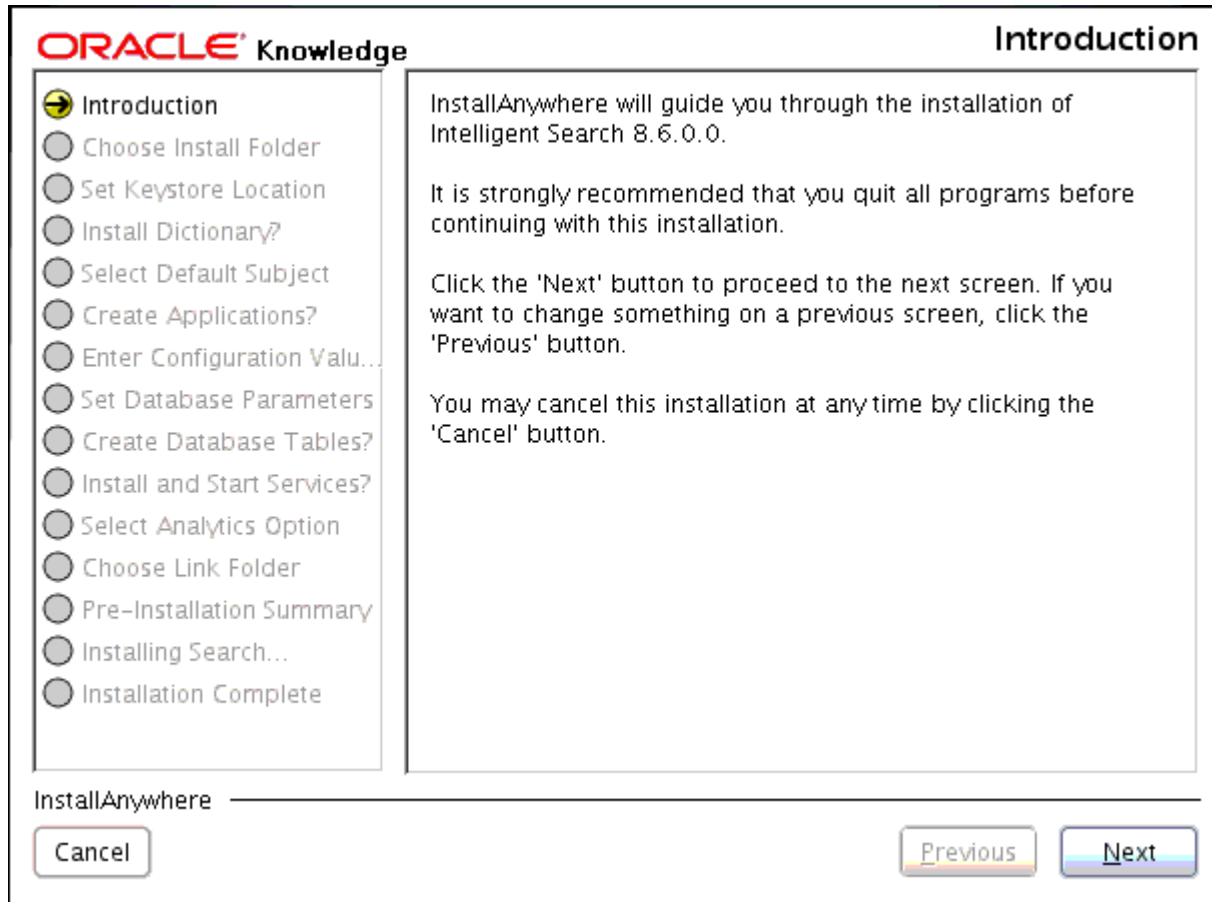 ORACLE Knowledge
Introduction
Introduction
Choose Install Folder
Set Keystore Location
Install Dictionary?
Select Default Subject
Create Applications?
Enter Configuration Valu...
Set Database Parameters
Create Database Tables?
Install and Start Services?
Select Analytics Option
Choose Link Folder
Pre-Installation Summary
Installing Search...
Installation Complete
InstallAnywhere will guide you through the installation of
Intelligent Search 8.6.0.0.
It is strongly recommended that you quit all programs before
continuing with this installation.
Click the 'Next' button to proceed to the next screen. If you
want to change something on a previous screen, click the
'Previous' button.
You may cancel this installation at any time by clicking the
'Cancel' button.
InstallAnywhere
Cancel
Previous
Next